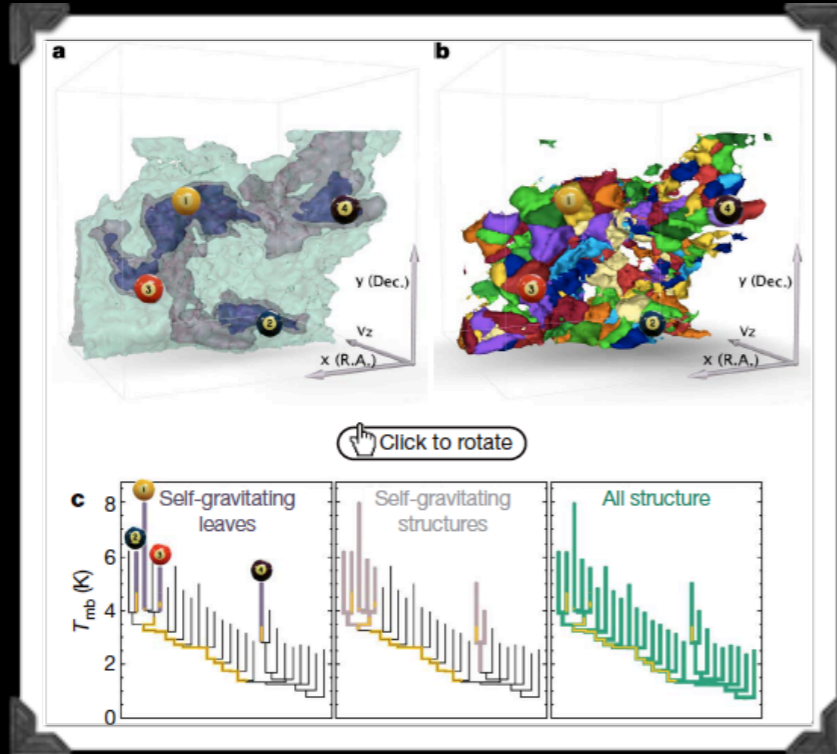 a
b
1
4
3
2
y (Dec.)
vz
x (R.A.)
1
4
3
2
y (Dec.)
vz
x (R.A.)
Click to rotate
c
Self-gravitating
leaves
Self-gravitating
structures
All structure
1
2
3
4
8
6
4
2
0
Tmb (K)